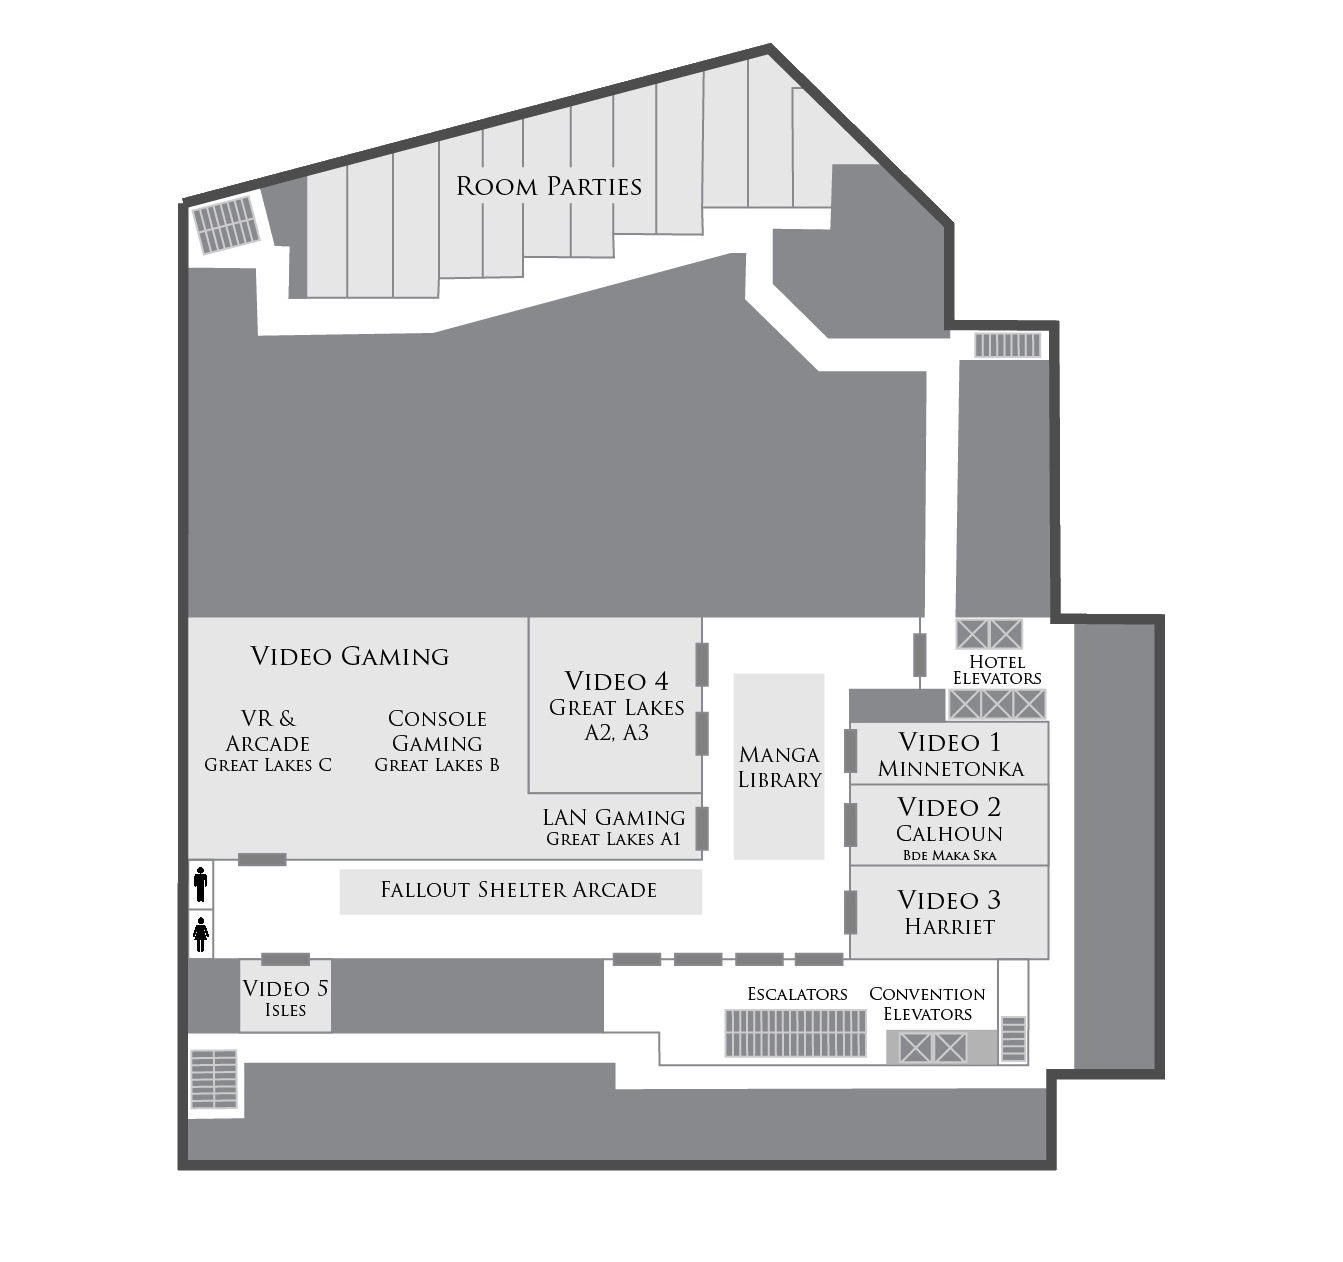 Room Parties
Video Gaming
VR &
Arcade
Great Lakes C
Console
Gaming
Great Lakes B
Video 4
Great Lakes
A2, A3
LAN Gaming
Great Lakes A1
Manga
Library
Hotel
Elevators
Video 1
Minnetonka
Video 2
Calhoun
Bde Maka Ska
Video 3
Harriet
Fallout Shelter Arcade
Video 5
Isles
Escalators
Convention
Elevators